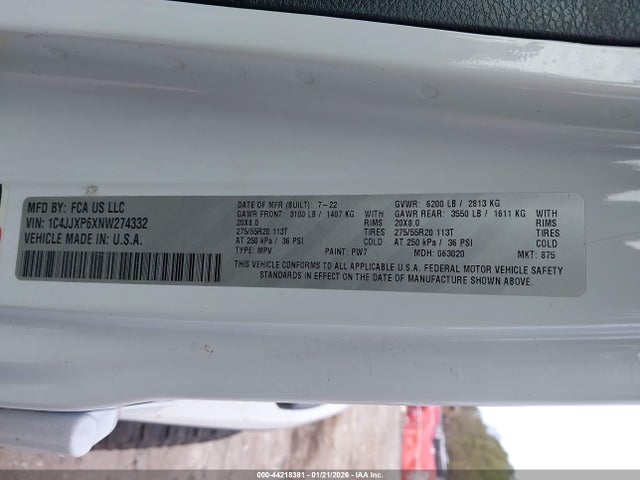 MFD BY: FCA US LLC
VIN: 1C4JJXP6XNW274332
VEHICLE MADE IN: U.S.A.
DATE OF MFR (BUILT): 7-22
GAWR FRONT: 3100 LB / 1407 KG
20X8.0 RIMS
275/55R20 113T TIRES
AT 250 kPa / 36 PSI COLD
TYPE: MPV PAINT: PW7
GVWR: 6200 LB / 2813 KG
GAWR REAR: 3550 LB / 1611 KG
20X8.0 RIMS
275/55R20 113T TIRES
AT 250 kPa / 36 PSI COLD
MDH: 063020 MKT: 875
THIS VEHICLE CONFORMS TO ALL APPLICABLE U.S.A. FEDERAL MOTOR VEHICLE SAFETY
STANDARDS IN EFFECT ON THE DATE OF MANUFACTURE SHOWN ABOVE.
000-44218381 - 01/21/2026 - IAA Inc.